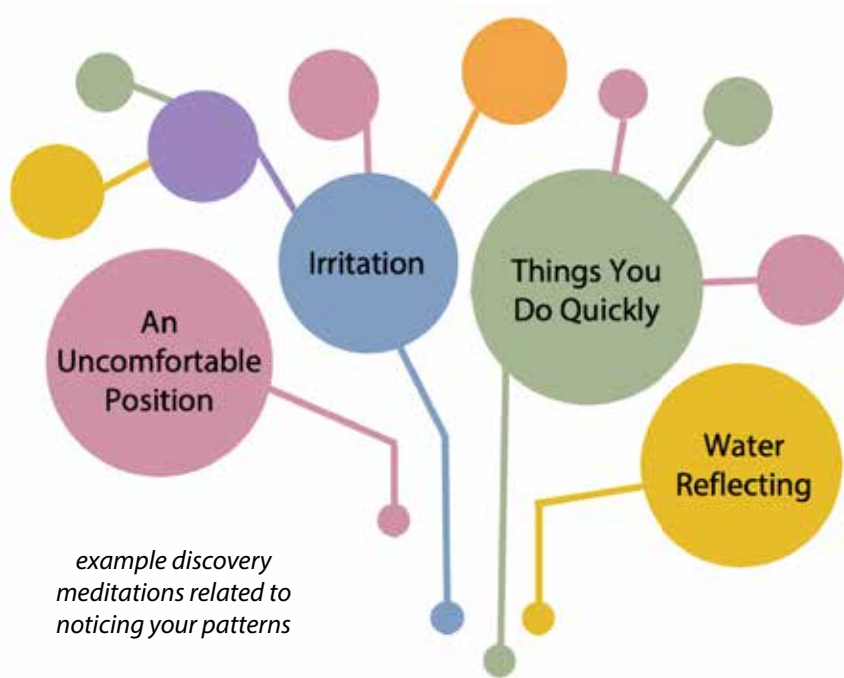 Irritation
Things You
Do Quickly
An
Uncomfortable
Position
Water
Reflecting
example discovery
meditations related to
noticing your patterns